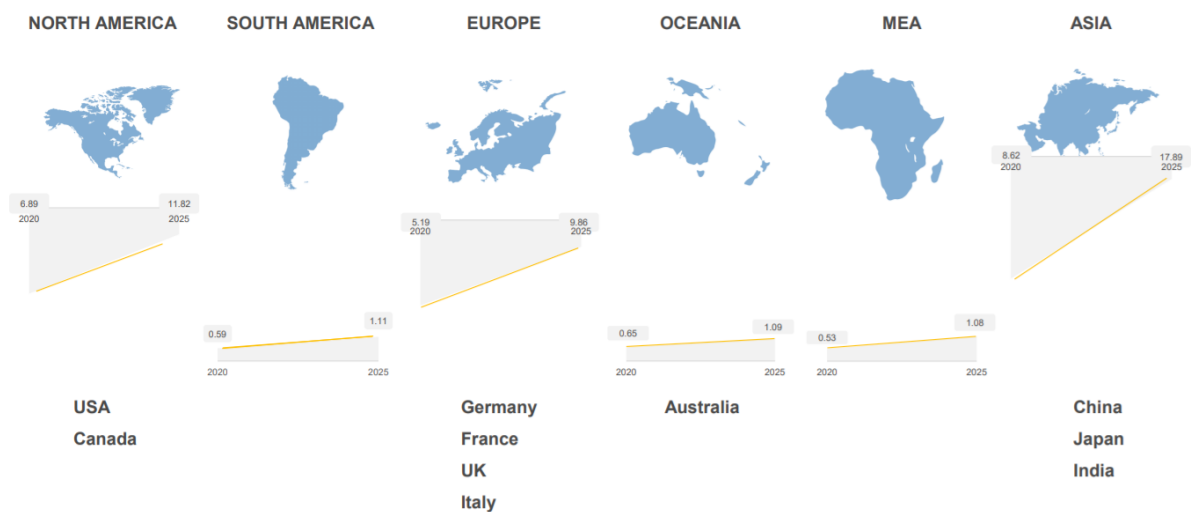 NORTH AMERICA
SOUTH AMERICA
EUROPE
OCEANIA
MEA
ASIA
6.89
11.82
2020
2025
0.59
1.11
2020
2025
5.19
9.86
2020
2025
0.65
1.09
2020
2025
0.53
1.08
2020
2025
8.62
17.89
2020
2025
USA
Canada
Germany
France
UK
Italy
Australia
China
Japan
India